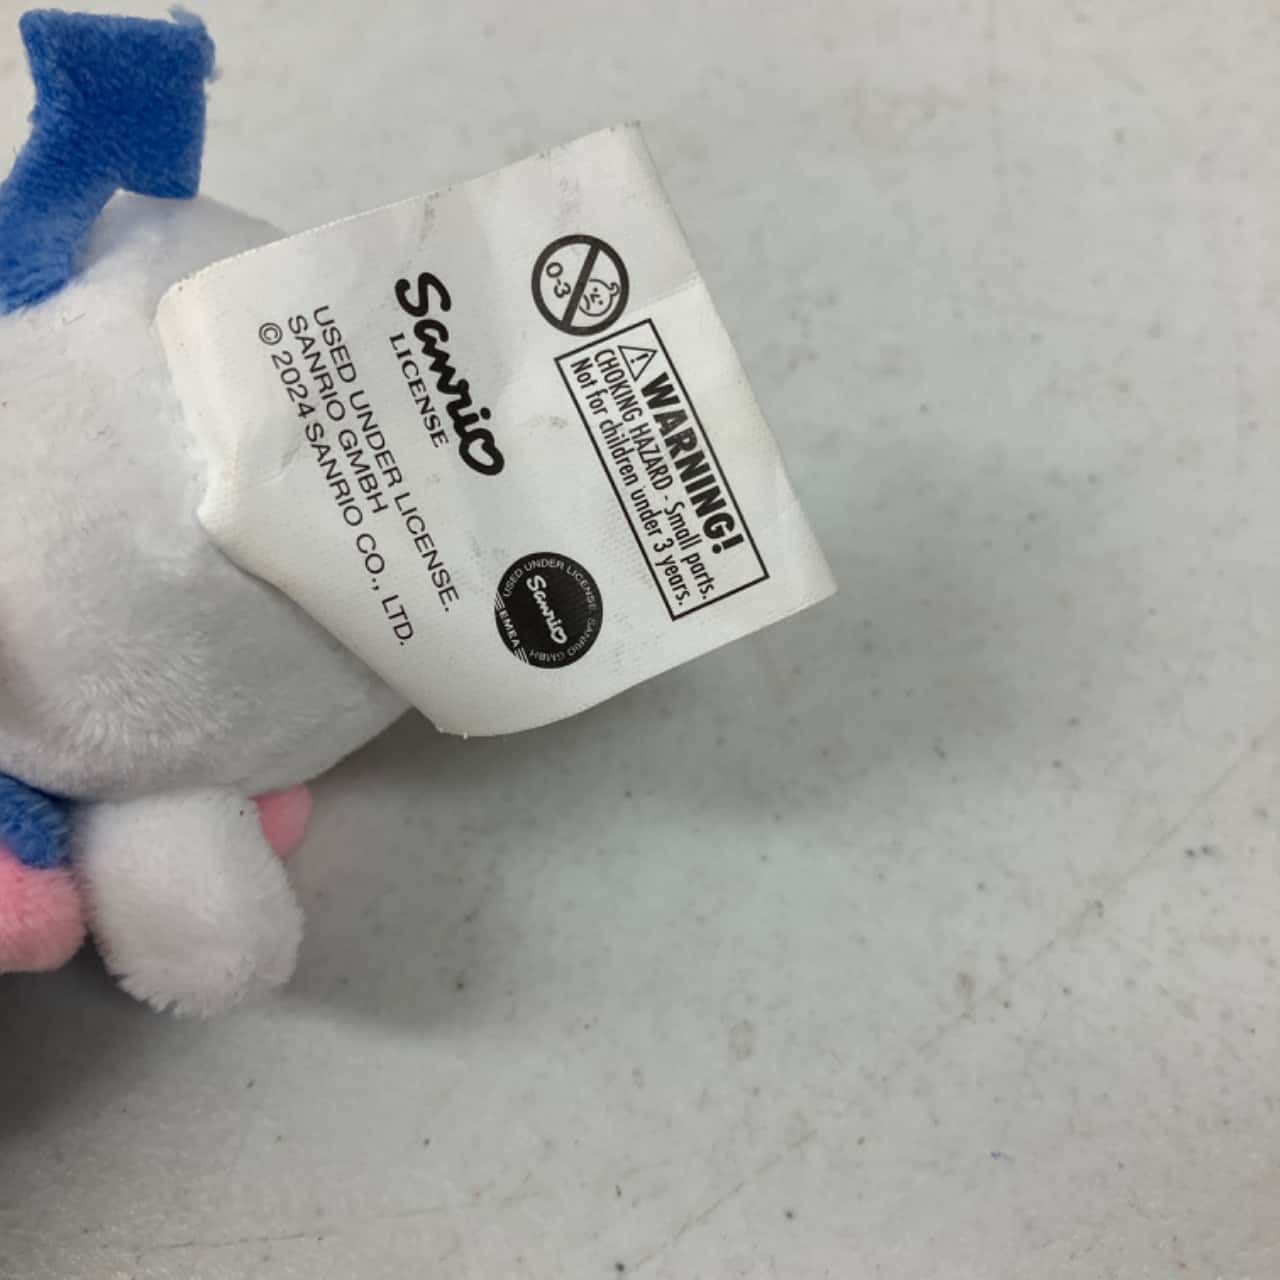 0-3
⚠ WARNING!
CHOKING HAZARD - Small parts.
Not for children under 3 years.
Sanrio
LICENSE
USED UNDER LICENSE.
SANRIO GMBH
© 2024 SANRIO CO., LTD.
USED UNDER LICENSE. SANRIO GMBH
Sanrio
EMEA